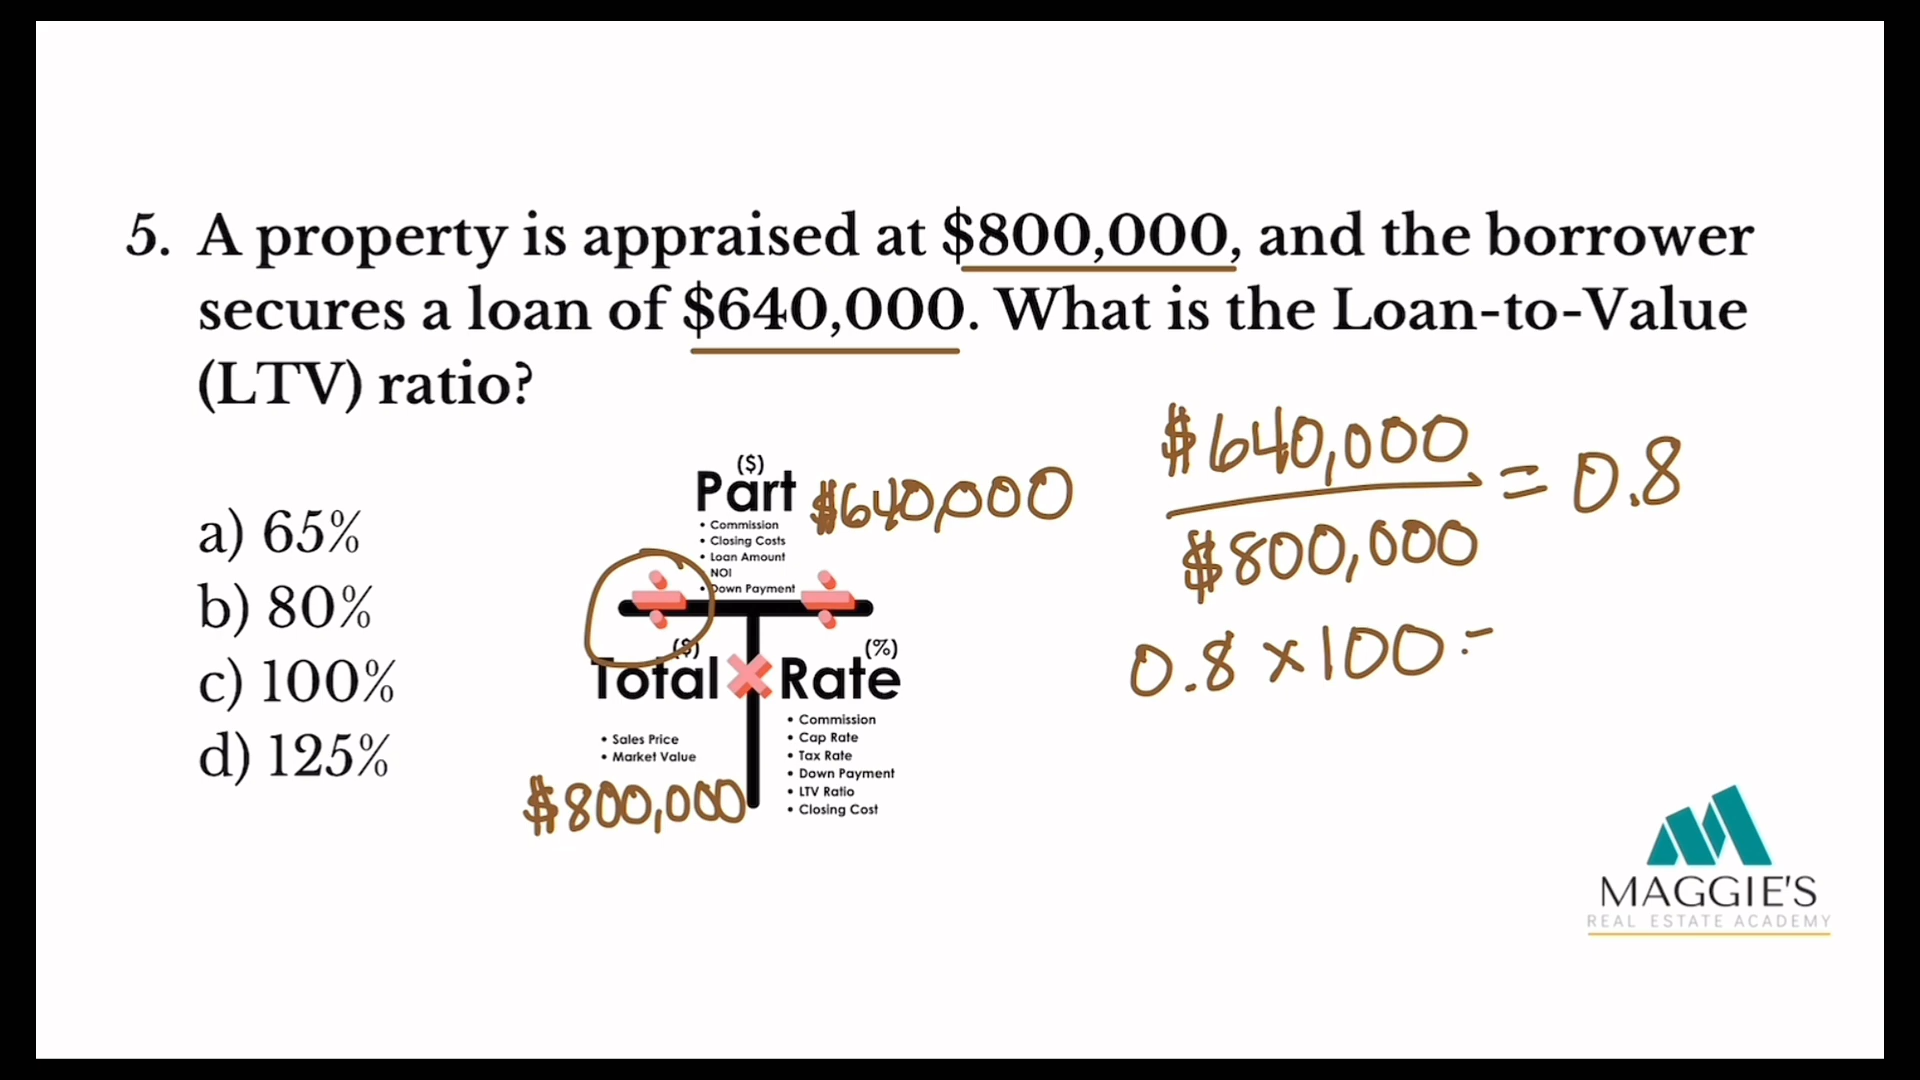 5. A property is appraised at $800,000, and the borrower
secures a loan of $640,000. What is the Loan-to-Value
(LTV) ratio?
a) 65%
b) 80%
c) 100%
d) 125%
($)
Part $640,000
• Commission
• Closing Costs
• Loan Amount
NOI
• Down Payment
($)
(%)
Total × Rate
• Sales Price
• Market Value
$800,000
• Commission
• Cap Rate
• Tax Rate
• Down Payment
• LTV Ratio
• Closing Cost
$640,000
= 0.8
$800,000
0.8 × 100 =
MAGGIE'S
REAL ESTATE ACADEMY